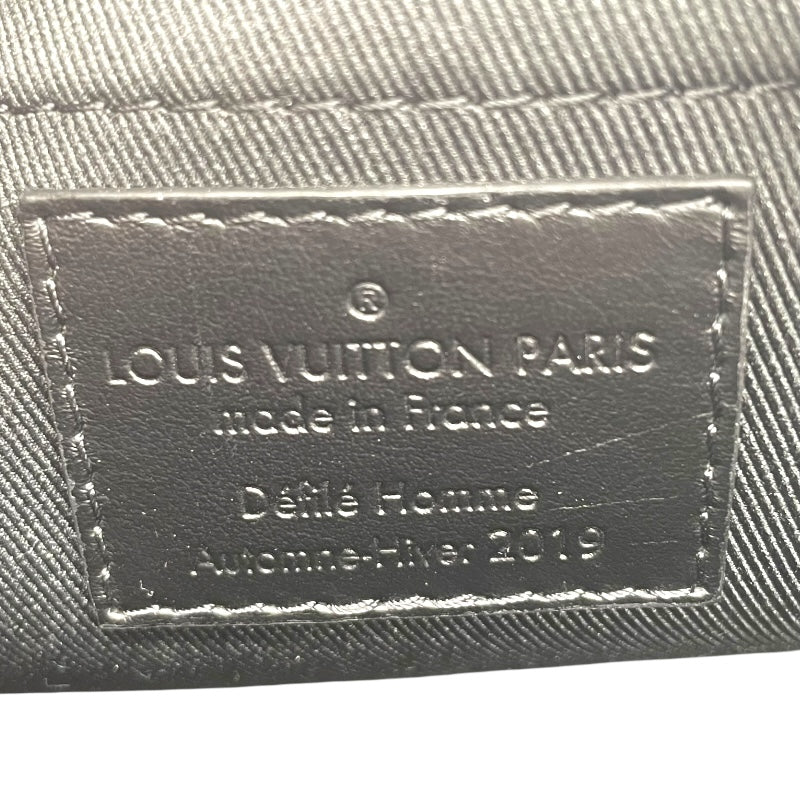 ®
LOUIS VUITTON PARIS
made in France
Défilé Homme
Automne-Hiver 2019